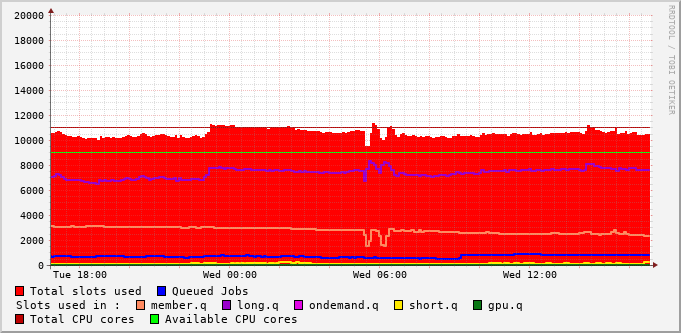 20000
18000
16000
14000
12000
10000
8000
6000
4000
2000
0
Tue 18:00 Wed 00:00 Wed 06:00 Wed 12:00
RRDTOOL / TOBI OETIKER
Total slots used Queued Jobs
Slots used in : member.q long.q ondemand.q short.q gpu.q
Total CPU cores Available CPU cores